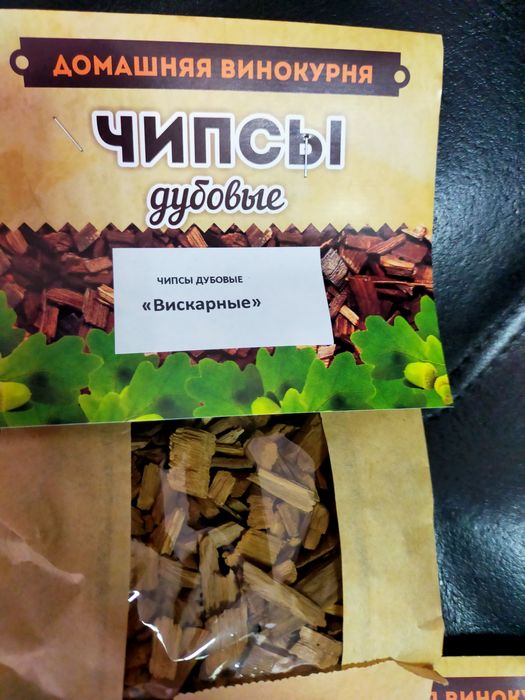 ДОМАШНЯЯ ВИНОКУРНЯ
ЧИПСЫ
дубовые
ЧИПСЫ ДУБОВЫЕ
«Вискарные»